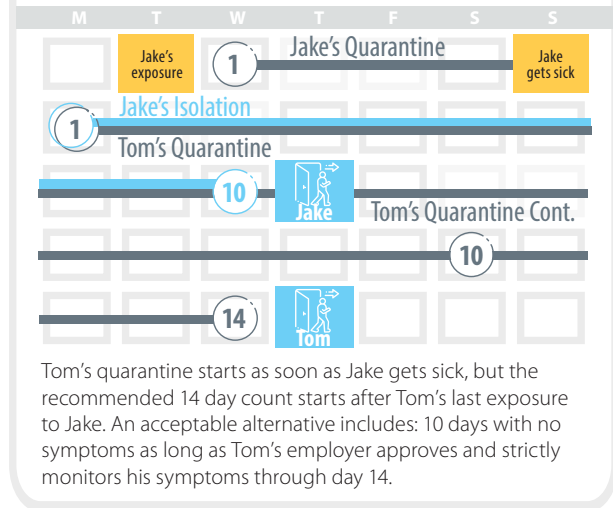 M T W T F S S
Jake's
exposure
1
Jake's Quarantine
Jake
gets sick
Jake's Isolation
1
Tom's Quarantine
10
Jake
Tom's Quarantine Cont.
10
14
Tom
Tom's quarantine starts as soon as Jake gets sick, but the
recommended 14 day count starts after Tom's last exposure
to Jake. An acceptable alternative includes: 10 days with no
symptoms as long as Tom's employer approves and strictly
monitors his symptoms through day 14.